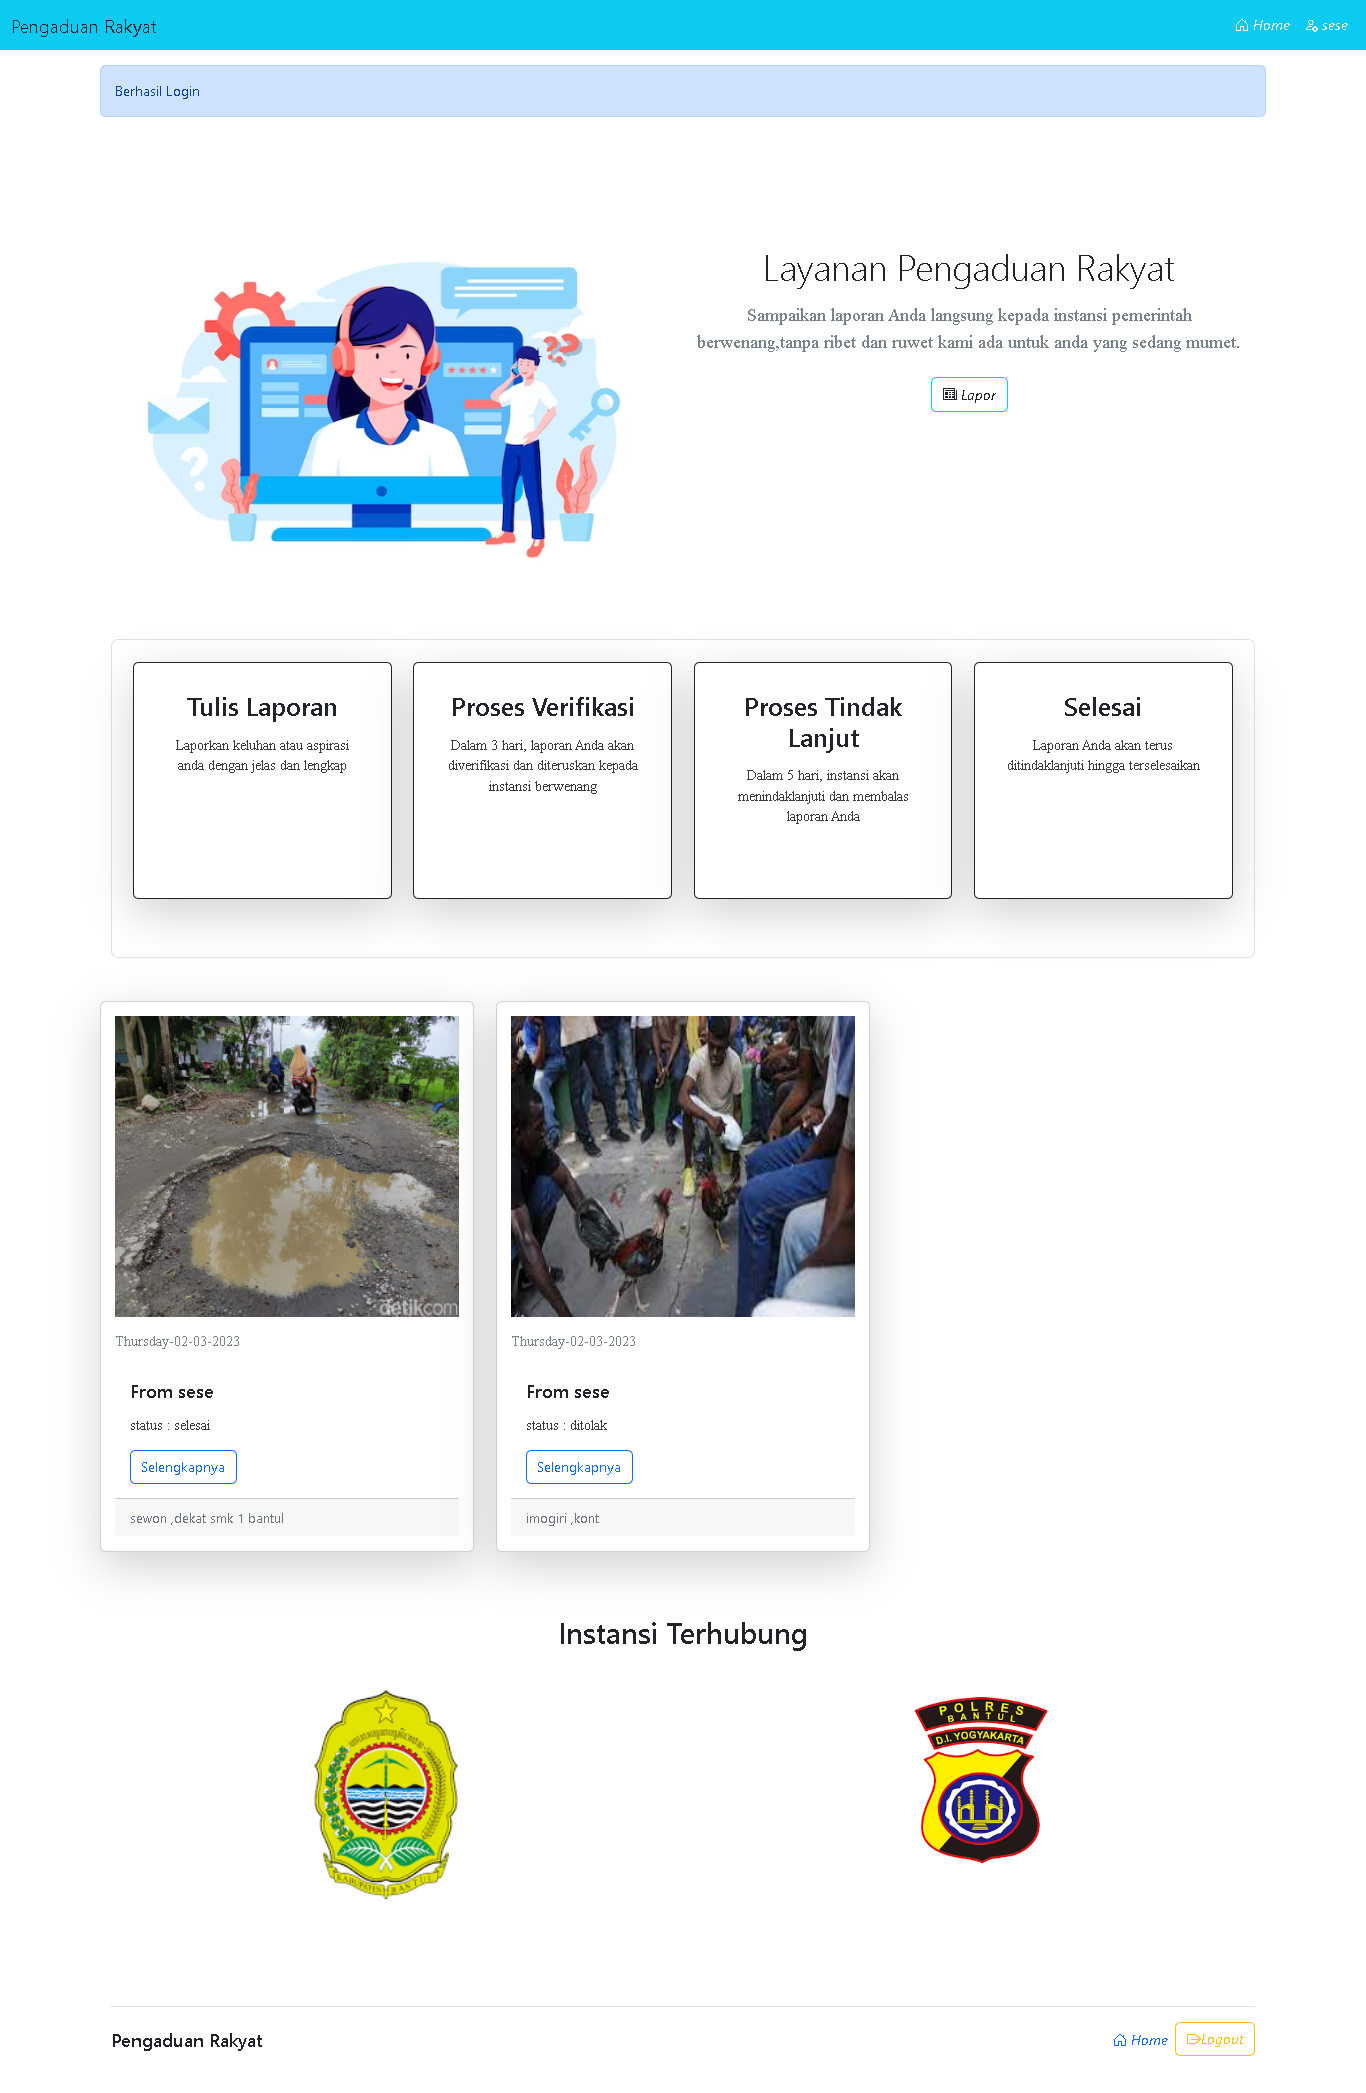 Pengaduan Rakyat
Home
sese
Berhasil Login
Layanan Pengaduan Rakyat
Sampaikan laporan Anda langsung kepada instansi pemerintah
berwenang,tanpa ribet dan ruwet kami ada untuk anda yang sedang mumet.
Lapor
Tulis Laporan
Laporkan keluhan atau aspirasi
anda dengan jelas dan lengkap
Proses Verifikasi
Dalam 3 hari, laporan Anda akan
diverifikasi dan diteruskan kepada
instansi berwenang
Proses Tindak
Lanjut
Dalam 5 hari, instansi akan
menindaklanjuti dan membalas
laporan Anda
Selesai
Laporan Anda akan terus
ditindaklanjuti hingga terselesaikan
detikcom
Thursday-02-03-2023
From sese
status : selesai
Selengkapnya
sewon ,dekat smk 1 bantul
Thursday-02-03-2023
From sese
status : ditolak
Selengkapnya
imogiri ,kont
Instansi Terhubung
KABUPATEN BANTUL
POLRES
BANTUL
D.I. YOGYAKARTA
Pengaduan Rakyat
Home
Logout